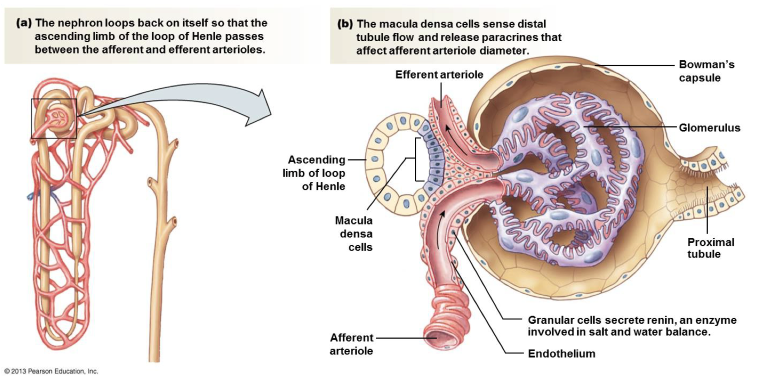 (a) The nephron loops back on itself so that the
ascending limb of the loop of Henle passes
between the afferent and efferent arterioles.
(b) The macula densa cells sense distal
tubule flow and release paracrines that
affect afferent arteriole diameter.
Efferent arteriole
Bowman's
capsule
Glomerulus
Ascending
limb of loop
of Henle
Macula
densa
cells
Proximal
tubule
Granular cells secrete renin, an enzyme
involved in salt and water balance.
Afferent
arteriole
Endothelium
© 2013 Pearson Education, Inc.